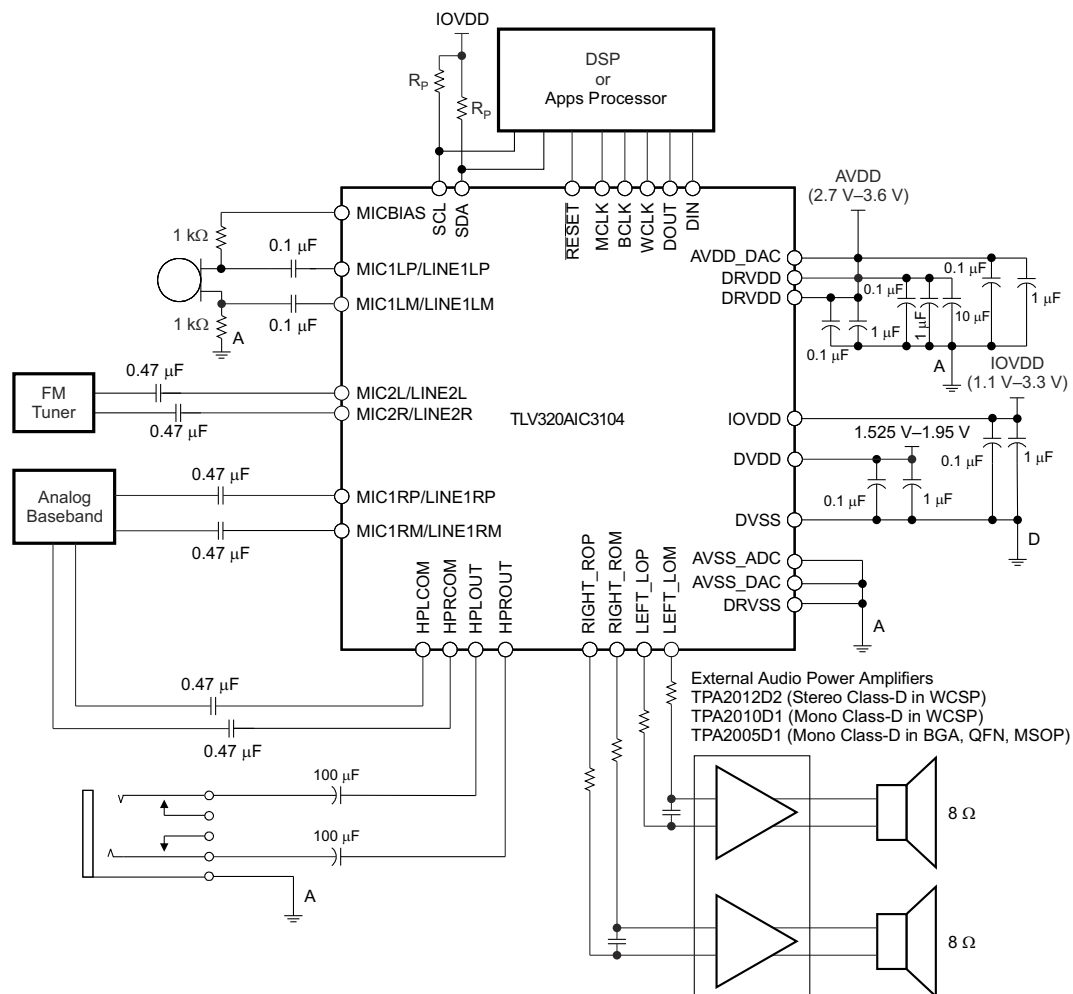 IOVDD
DSP
or
Apps Processor
R_P
R_P
SCL
SDA
RESET
MCLK
BCLK
WCLK
DOUT
DIN
AVDD
(2.7 V–3.6 V)
MICBIAS
1 kΩ
0.1 μF
MIC1LP/LINE1LP
MIC1LM/LINE1LM
1 kΩ
0.1 μF
A
AVDD_DAC
DRVDD
DRVDD
0.1 μF
1 μF
0.1 μF
1 μF
10 μF
0.1 μF
1 μF
A
IOVDD
(1.1 V–3.3 V)
FM
Tuner
0.47 μF
0.47 μF
MIC2L/LINE2L
MIC2R/LINE2R
TLV320AIC3104
IOVDD
1.525 V–1.95 V
DVDD
0.1 μF
1 μF
0.1 μF
1 μF
DVSS
D
Analog
Baseband
0.47 μF
0.47 μF
MIC1RP/LINE1RP
MIC1RM/LINE1RM
AVSS_ADC
AVSS_DAC
DRVSS
A
HPLCOM
HPRCOM
HPLOUT
HPROUT
RIGHT_ROP
RIGHT_ROM
LEFT_LOP
LEFT_LOM
0.47 μF
0.47 μF
External Audio Power Amplifiers
TPA2012D2 (Stereo Class-D in WCSP)
TPA2010D1 (Mono Class-D in WCSP)
TPA2005D1 (Mono Class-D in BGA, QFN, MSOP)
100 μF
100 μF
A
8 Ω
8 Ω